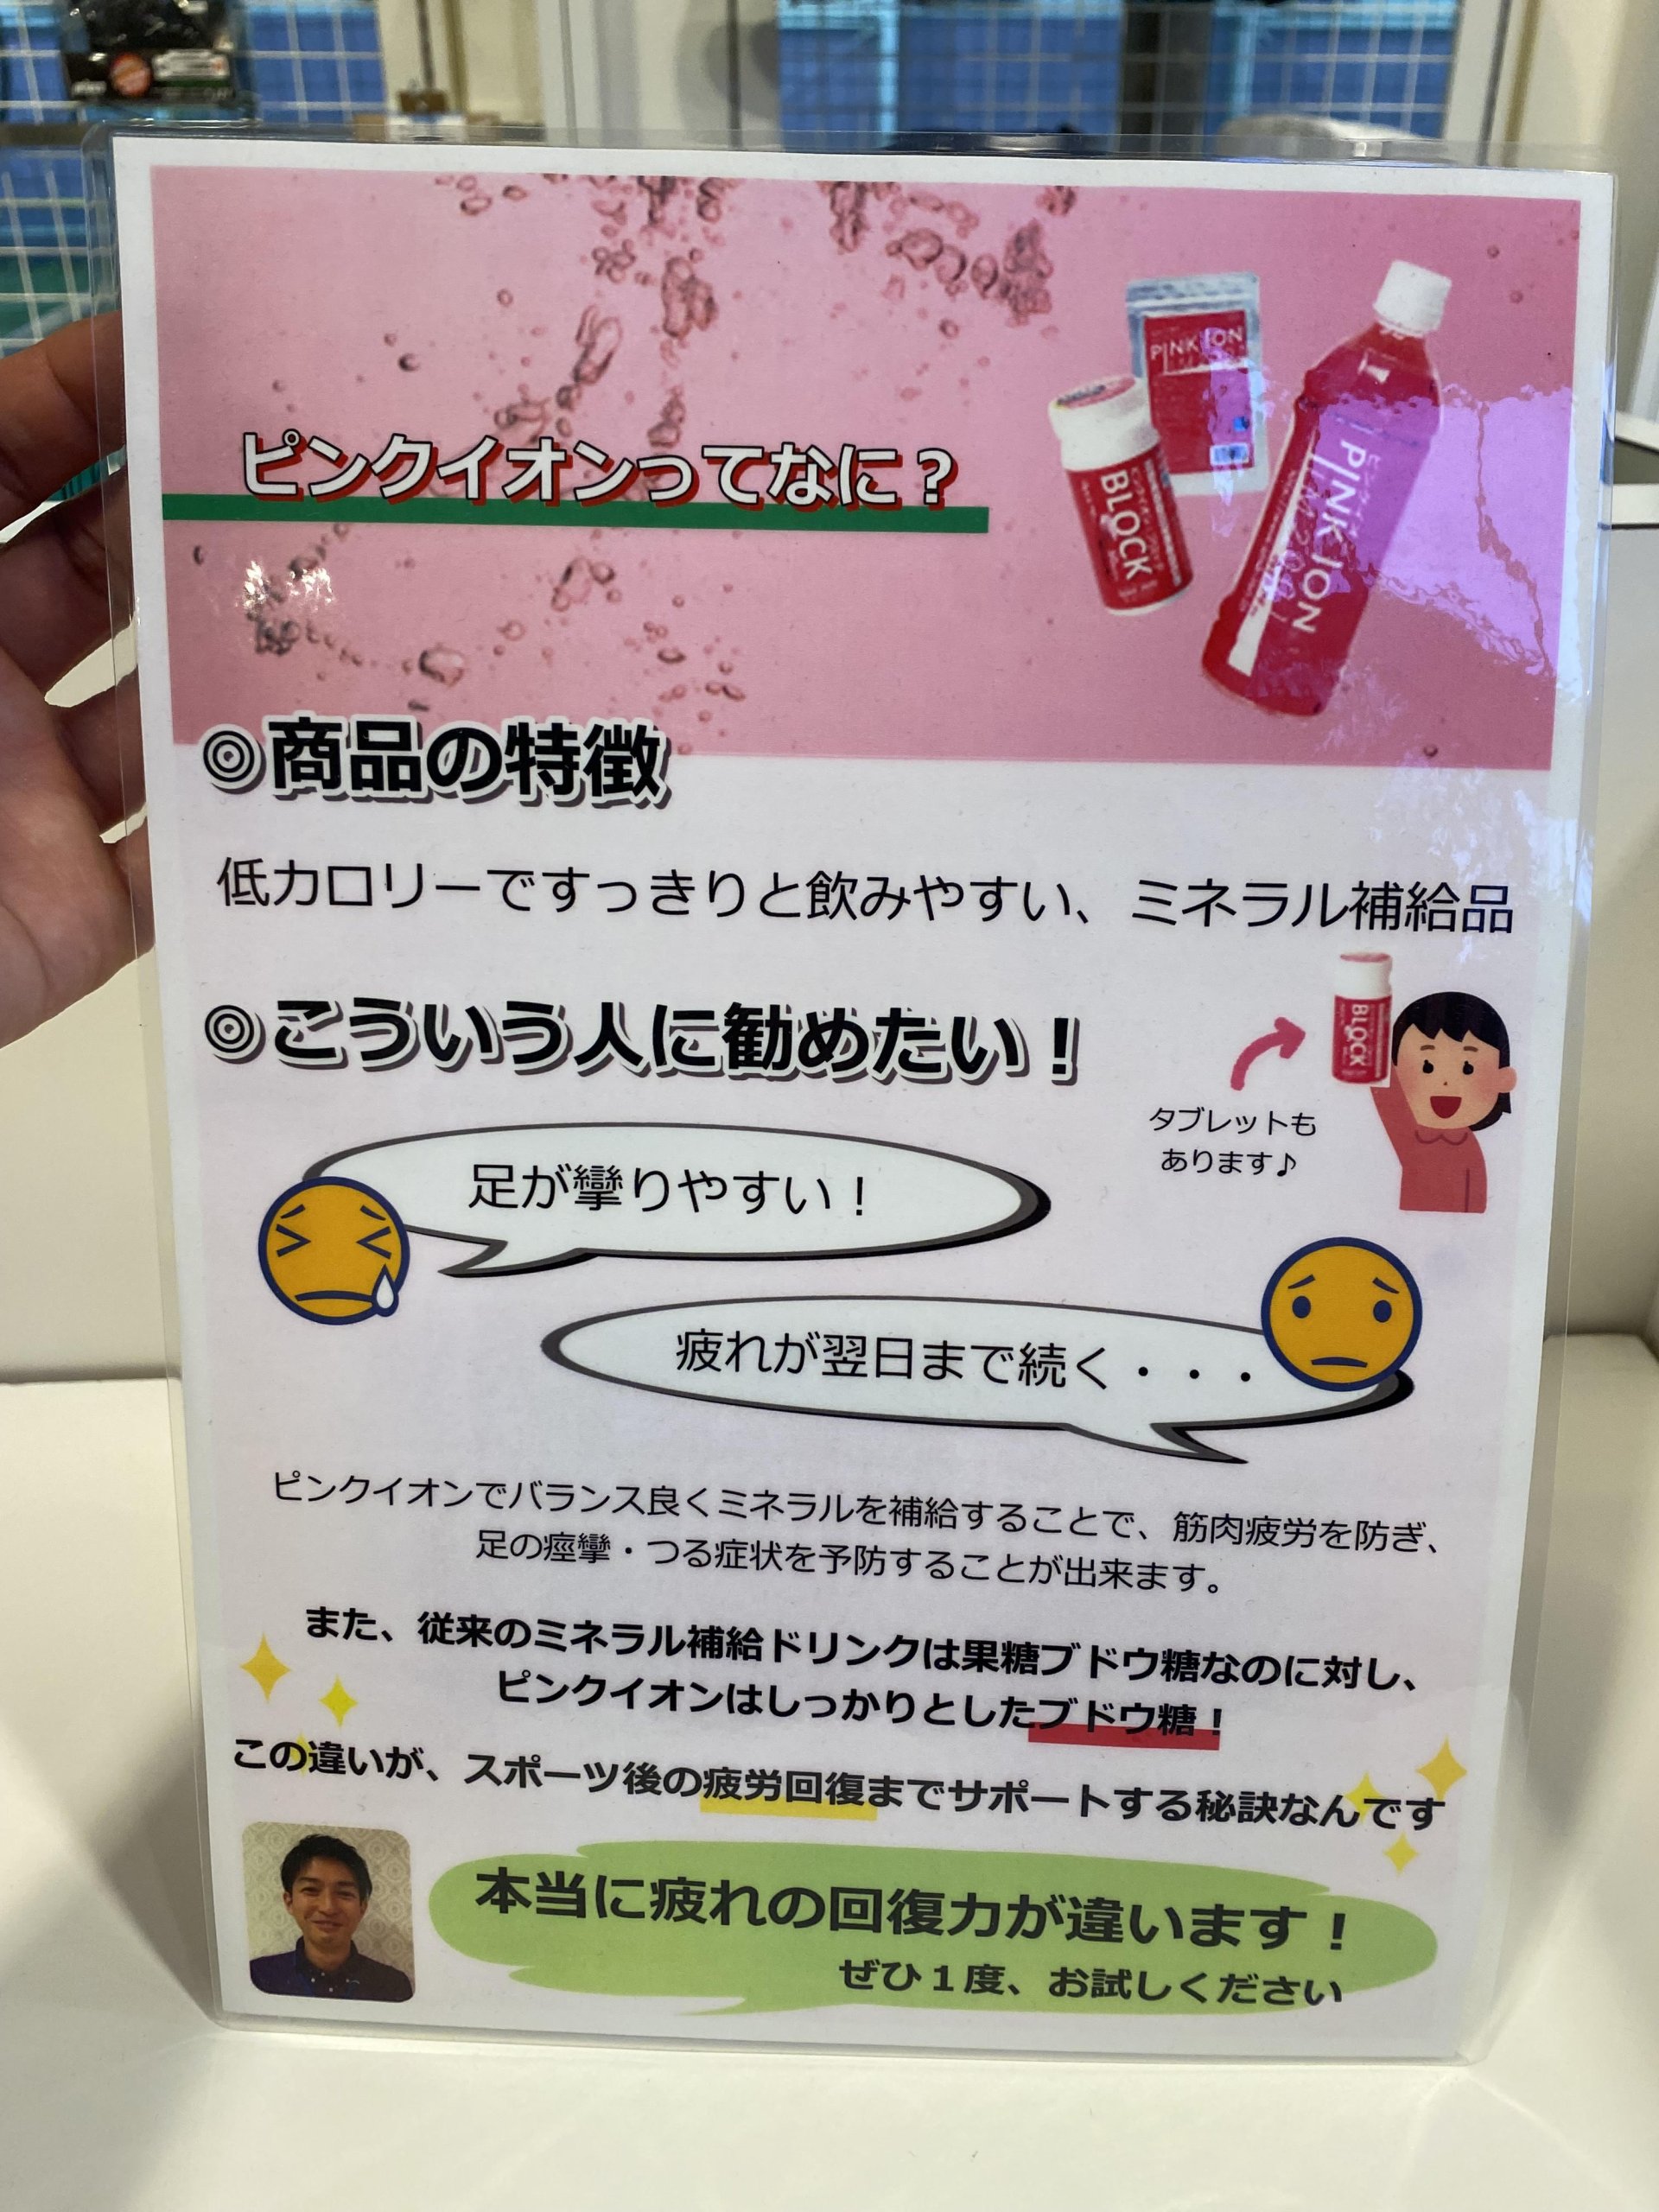 PINK ION
BLOCK
PINK ION
ピンクイオンってなに？
◎商品の特徴
低カロリーですっきりと飲みやすい、ミネラル補給品
◎こういう人に勧めたい！
BLOCK
タブレットも
あります♪
足が攣りやすい！
疲れが翌日まで続く・・・
ピンクイオンでバランス良くミネラルを補給することで、筋肉疲労を防ぎ、
足の痙攣・つる症状を予防することが出来ます。
また、従来のミネラル補給ドリンクは果糖ブドウ糖なのに対し、
ピンクイオンはしっかりとしたブドウ糖！
この違いが、スポーツ後の疲労回復までサポートする秘訣なんです
本当に疲れの回復力が違います！
ぜひ１度、お試しください